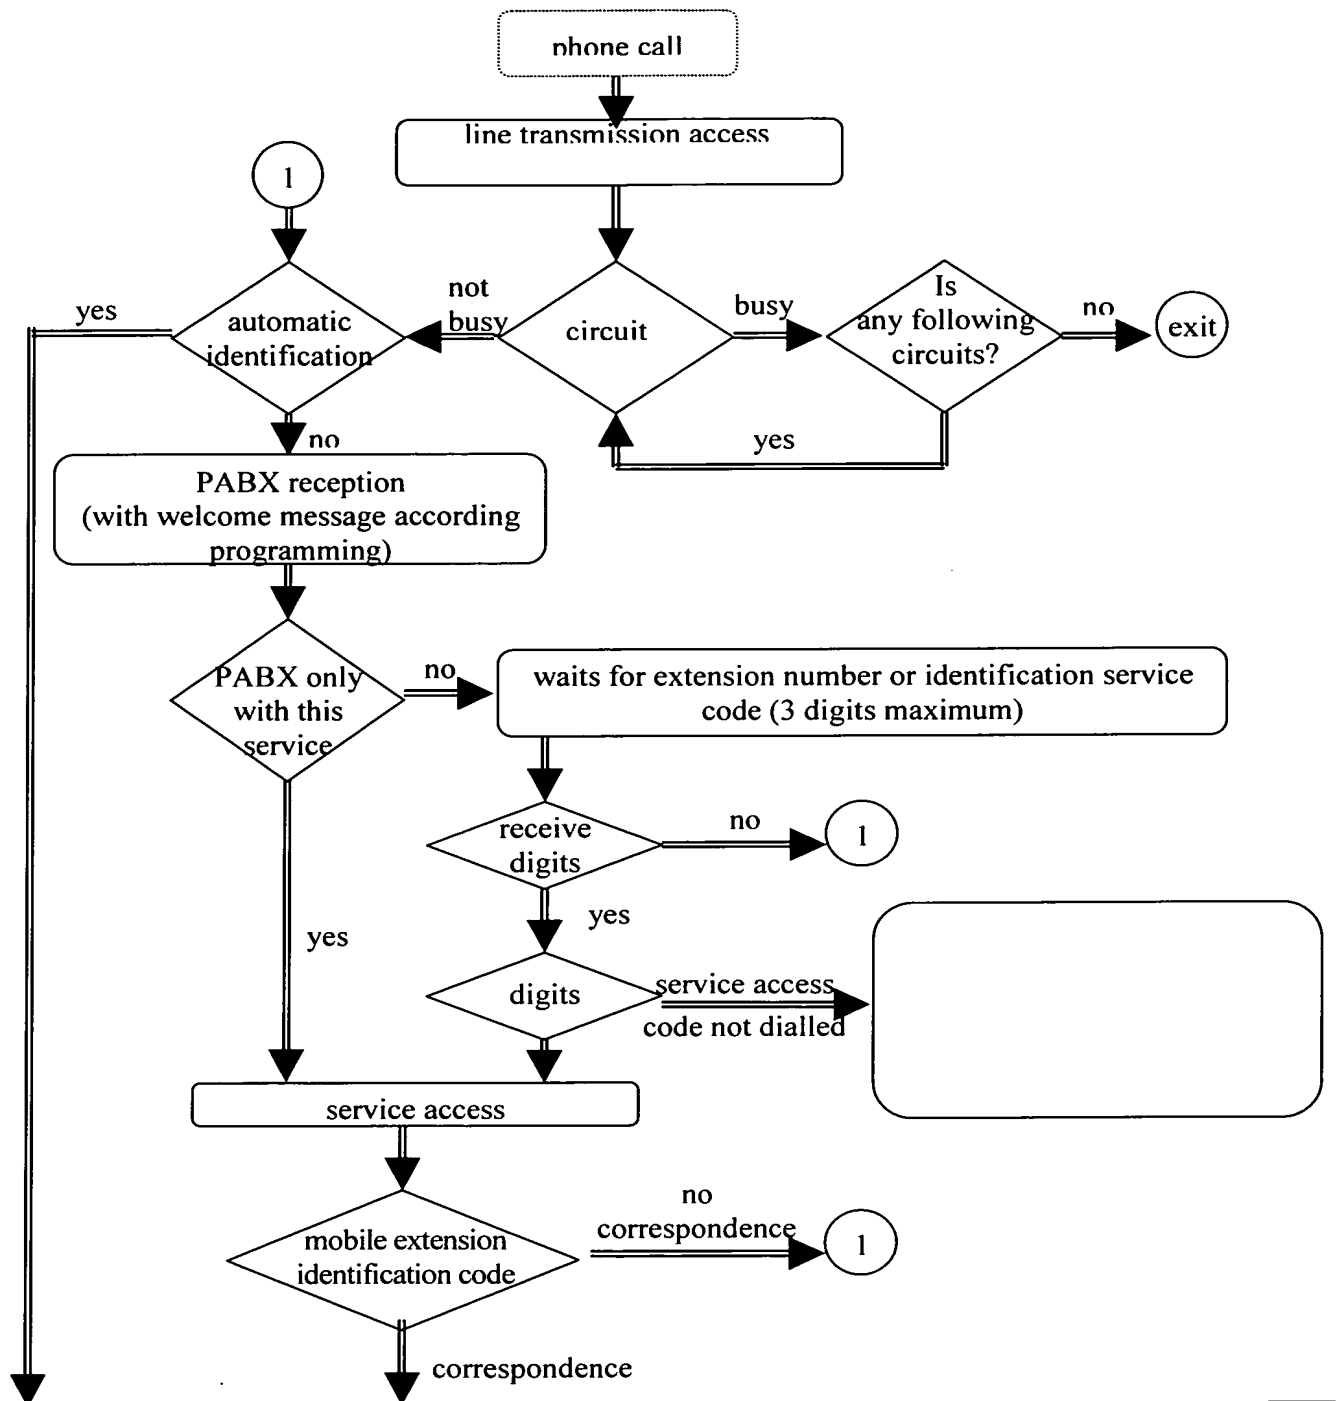 phone call
line transmission access
1
yes
automatic
identification
not
busy
circuit
busy
Is
any following
circuits?
no
exit
yes
no
PABX reception
(with welcome message according
programming)
PABX only
with this
service
no
waits for extension number or identification service
code (3 digits maximum)
receive
digits
no
1
yes
yes
digits
service access
code not dialled
service access
mobile extension
identification code
no
correspondence
1
correspondence